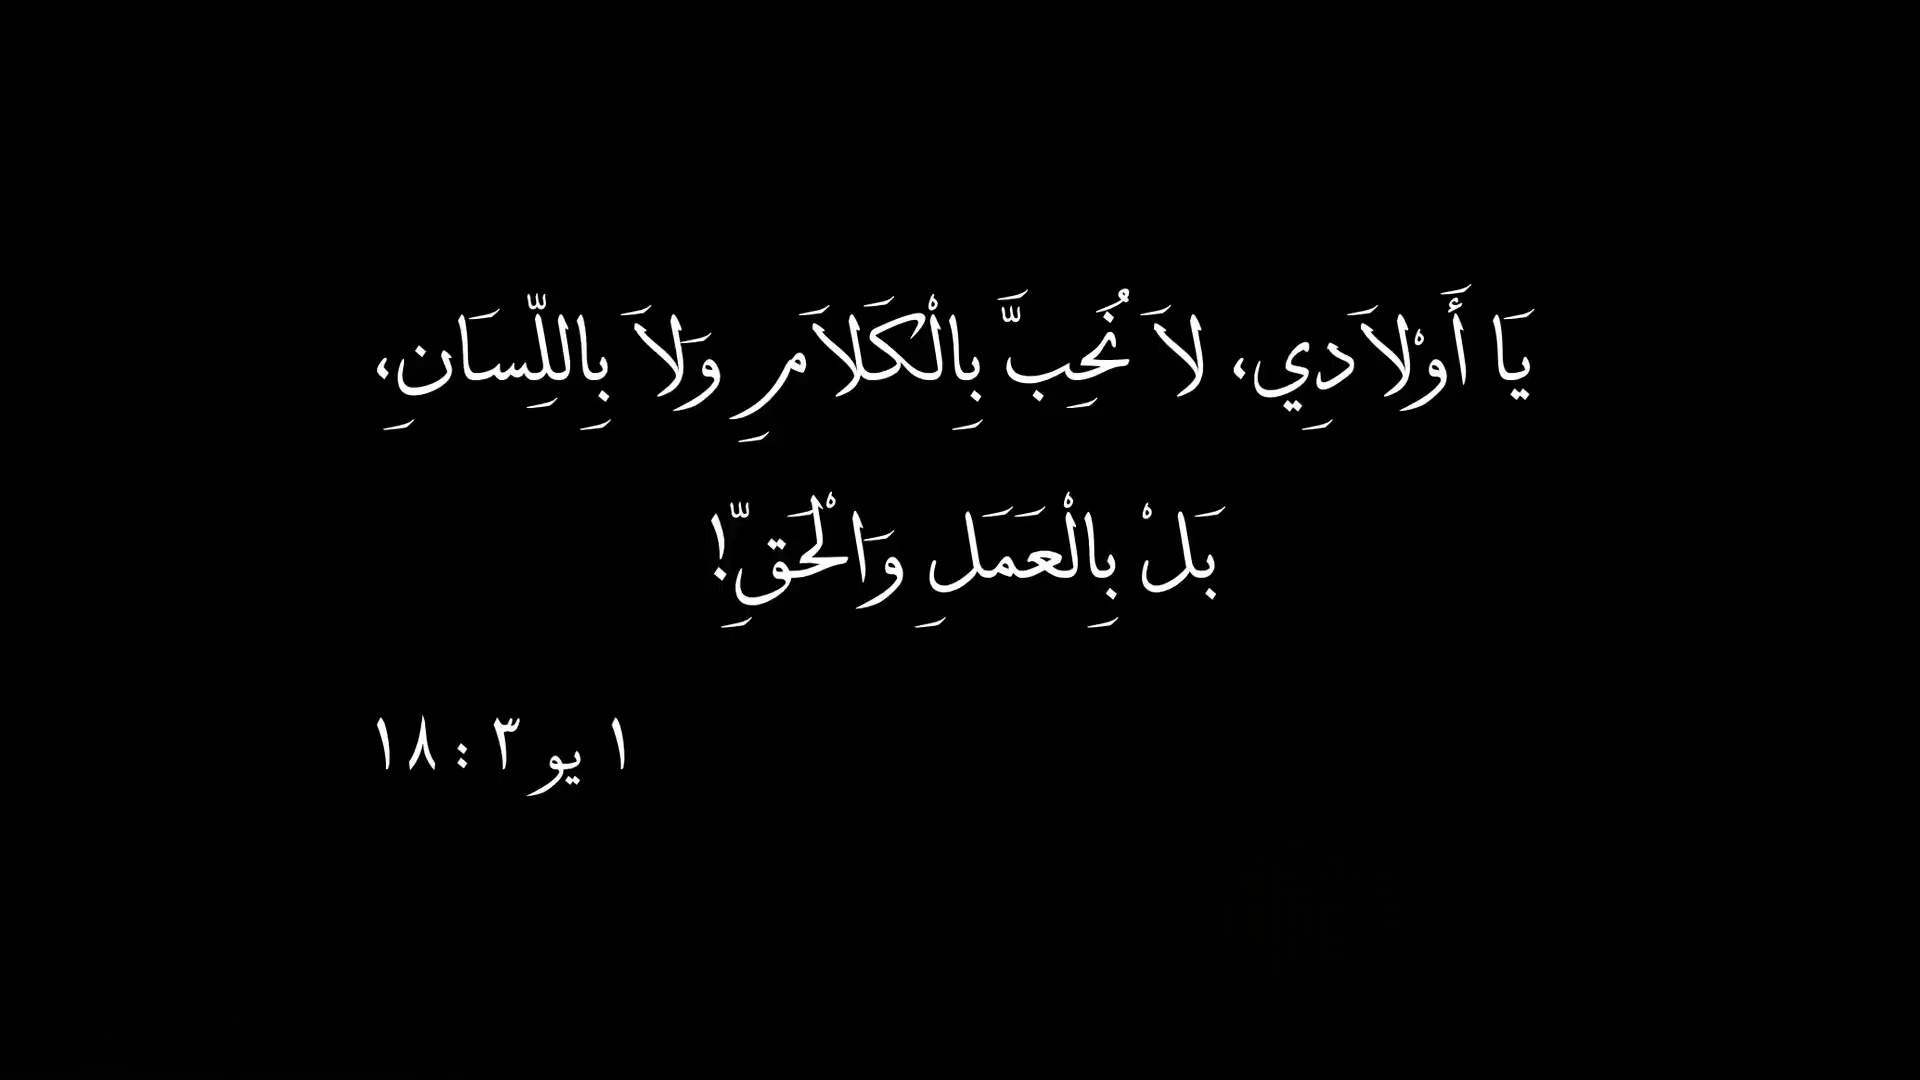 يَا أَوْلاَدِي، لاَ نُحِبَّ بِالْكَلاَمِ وَلاَ بِاللِّسَانِ،
بَلْ بِالْعَمَلِ وَالْحَقِّ!
١ يو ٣: ١٨